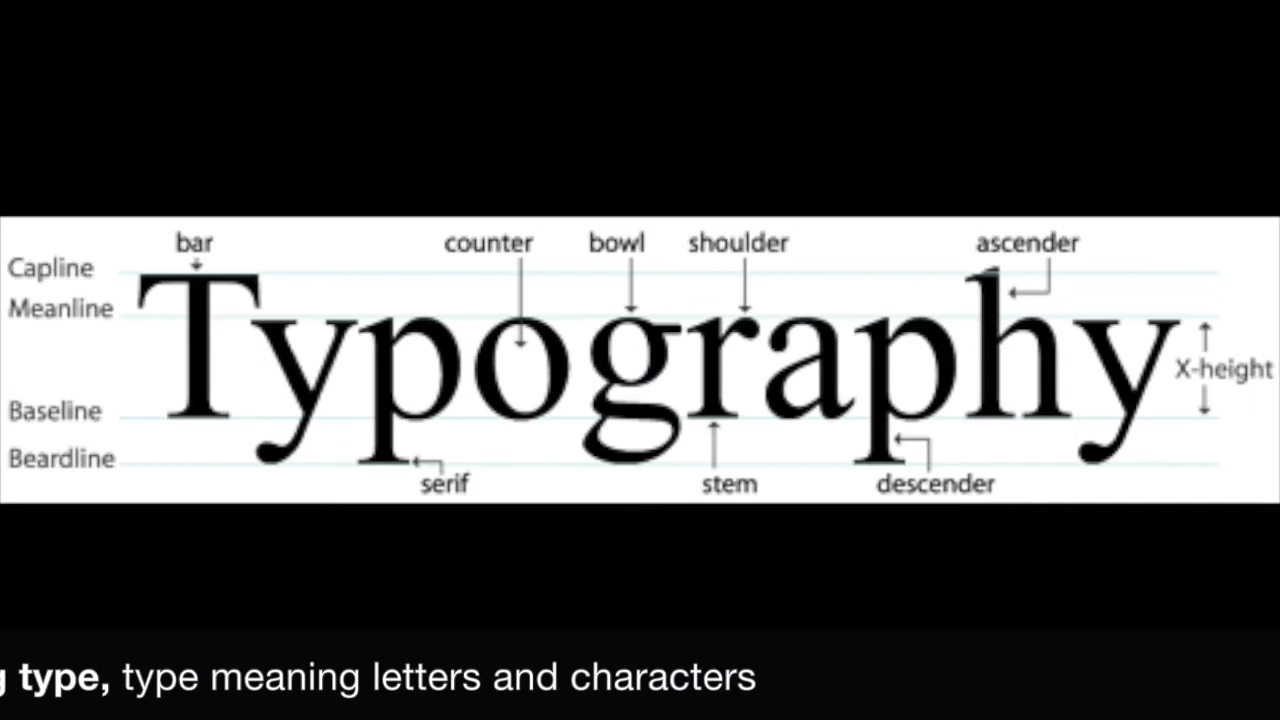 bar counter bowl shoulder ascender
Capline
Meanline
Typography
X-height
Baseline
Beardline
serif stem descender
type, type meaning letters and characters